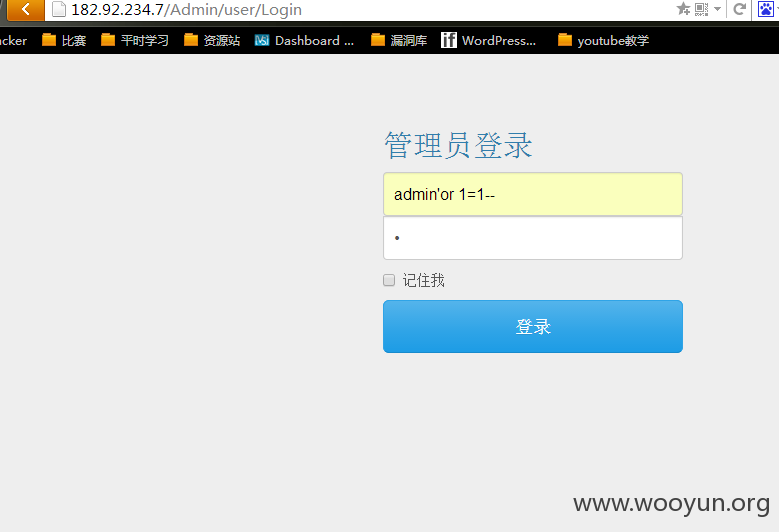 182.92.234.7/Admin/user/Login
cker 比赛 平时学习 资源站 Dashboard ... 漏洞库 WordPress... youtube教学
管理员登录
admin'or 1=1--
记住我
登录
www.wooyun.org